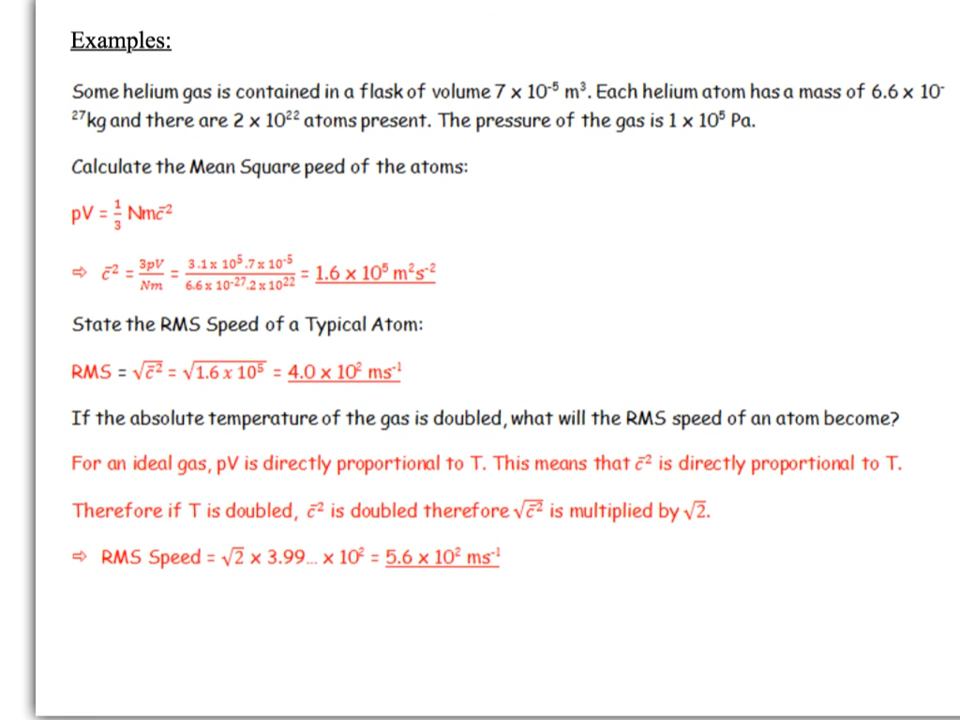 Examples:
Some helium gas is contained in a flask of volume 7 x 10⁻⁵ m³. Each helium atom has a mass of 6.6 x 10⁻
²⁷kg and there are 2 x 10²² atoms present. The pressure of the gas is 1 x 10⁵ Pa.
Calculate the Mean Square peed of the atoms:
pV = 1/3 Nmc̄²
⇨ c̄² = 3pV/Nm = 3 .1 x 10⁵ .7 x 10⁻⁵/6.6 x 10⁻²⁷.2 x 10²² = 1.6 x 10⁵ m²s⁻²
State the RMS Speed of a Typical Atom:
RMS = √c̄² = √1.6 x 10⁵ = 4.0 x 10² ms⁻¹
If the absolute temperature of the gas is doubled, what will the RMS speed of an atom become?
For an ideal gas, pV is directly proportional to T. This means that c̄² is directly proportional to T.
Therefore if T is doubled, c̄² is doubled therefore √c̄² is multiplied by √2.
⇨ RMS Speed = √2 x 3.99... x 10² = 5.6 x 10² ms⁻¹